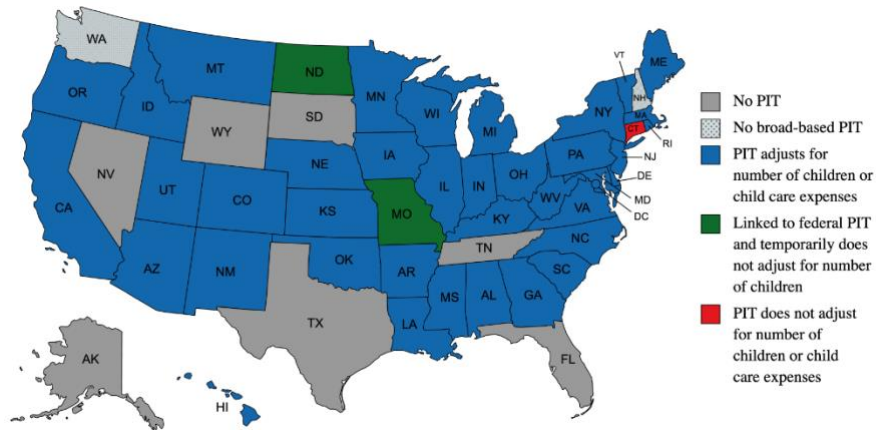 WA
MT
ND
MN
VT
ME
OR
ID
SD
WI
NY
NH
MA
CT
RI
WY
MI
NV
NE
IA
PA
NJ
CA
UT
CO
IL
IN
OH
DE
MD
DC
KS
MO
WV
VA
KY
AZ
NM
OK
AR
TN
NC
SC
MS
AL
GA
TX
LA
FL
AK
HI
No PIT
No broad-based PIT
PIT adjusts for
number of children or
child care expenses
Linked to federal PIT
and temporarily does
not adjust for number
of children
PIT does not adjust
for number of
children or child
care expenses